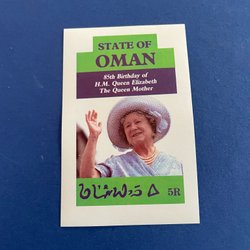 STATE OF
OMAN
85th Birthday of
H.M. Queen Elizabeth
The Queen Mother
5R